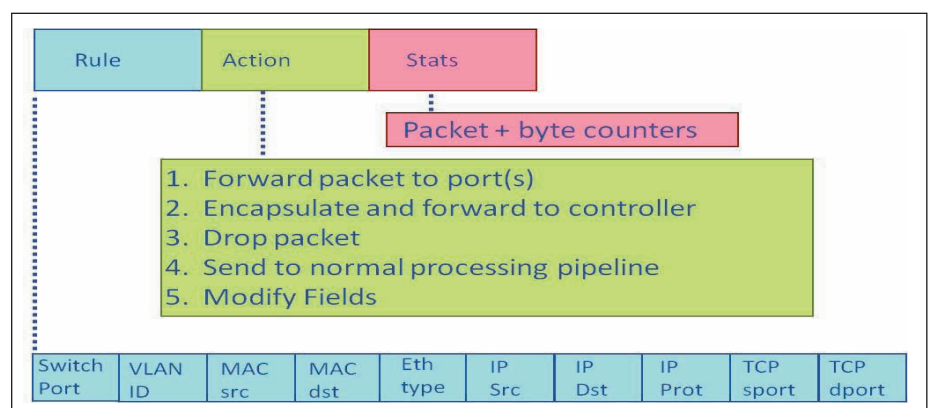 Rule Action Stats
Packet + byte counters
1. Forward packet to port(s)
2. Encapsulate and forward to controller
3. Drop packet
4. Send to normal processing pipeline
5. Modify Fields
Switch Port
VLAN ID
MAC src
MAC dst
Eth type
IP Src
IP Dst
IP Prot
TCP sport
TCP dport